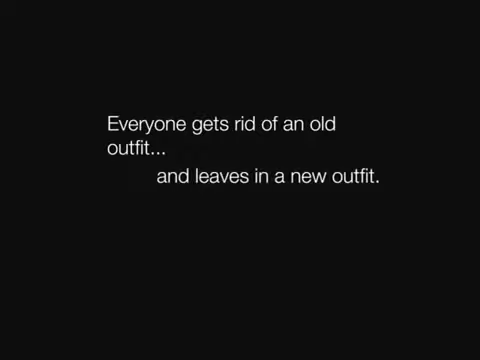 Everyone gets rid of an old
outfit...
and leaves in a new outfit.